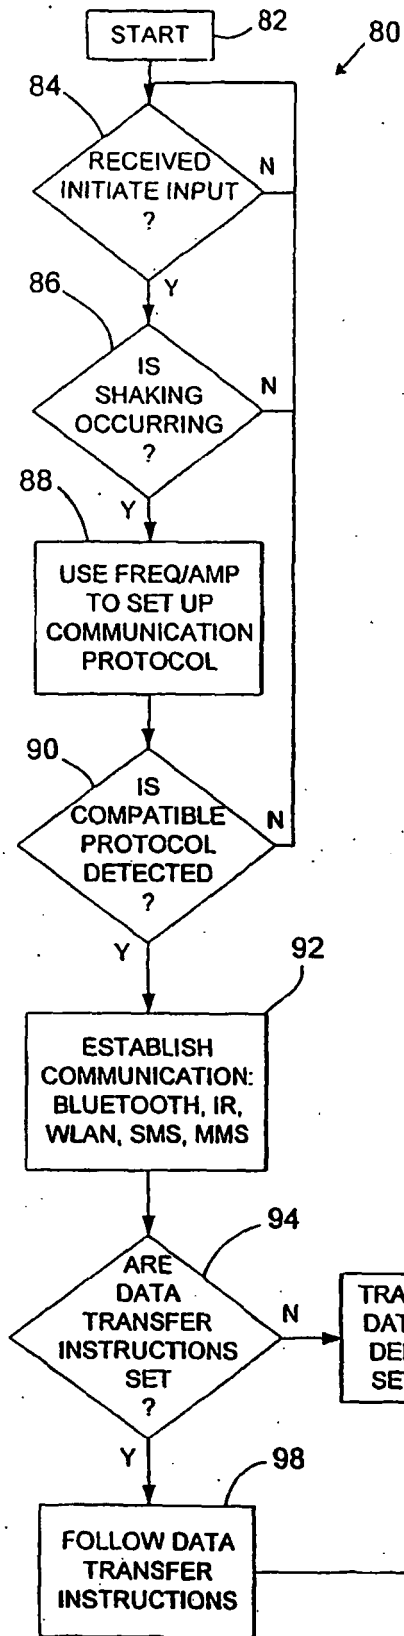 START
82
80
84
RECEIVED
INITIATE INPUT
?
N
Y
86
IS
SHAKING
OCCURRING
?
N
Y
88
USE FREQ/AMP
TO SET UP
COMMUNICATION
PROTOCOL
90
IS
COMPATIBLE
PROTOCOL
DETECTED
?
N
Y
92
ESTABLISH
COMMUNICATION:
BLUETOOTH, IR,
WLAN, SMS, MMS
94
ARE
DATA
TRANSFER
INSTRUCTIONS
SET
?
N
Y
98
FOLLOW DATA
TRANSFER
INSTRUCTIONS